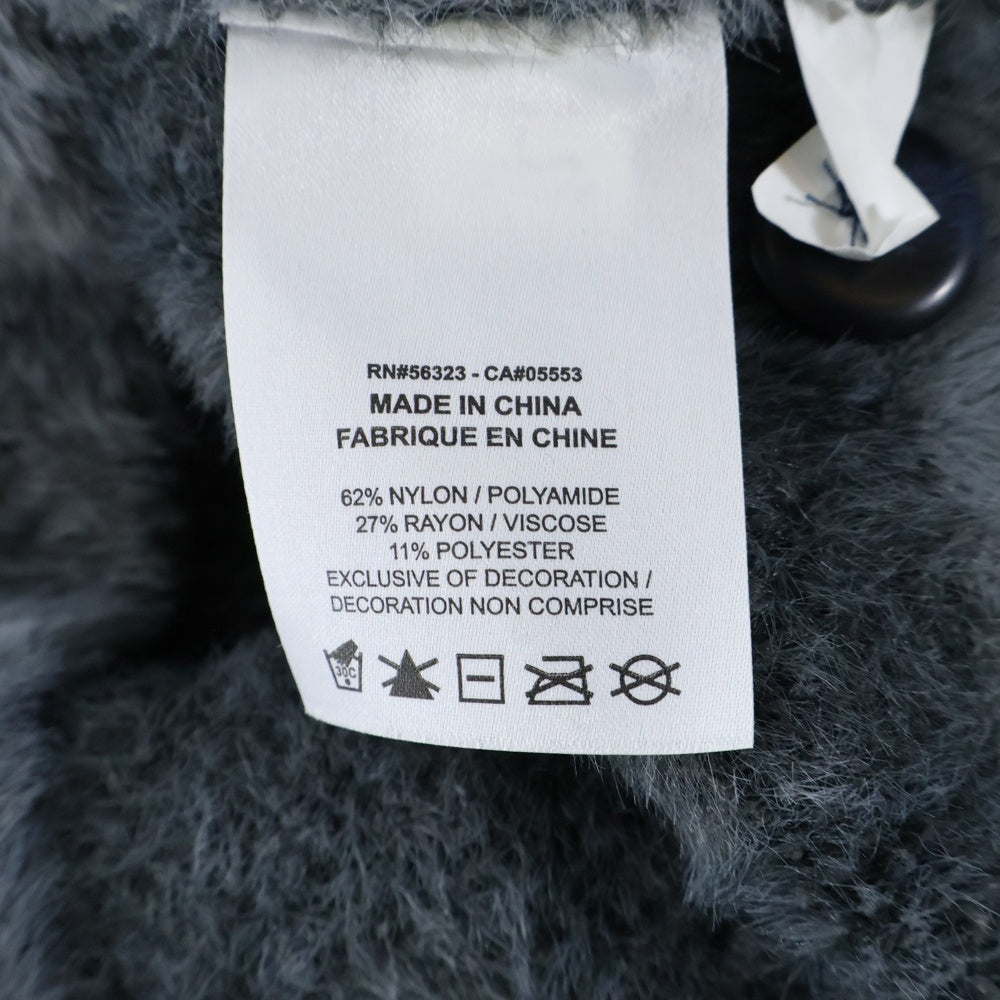 RN#56323 - CA#05553
MADE IN CHINA
FABRIQUE EN CHINE
62% NYLON / POLYAMIDE
27% RAYON / VISCOSE
11% POLYESTER
EXCLUSIVE OF DECORATION /
DECORATION NON COMPRISE
30C